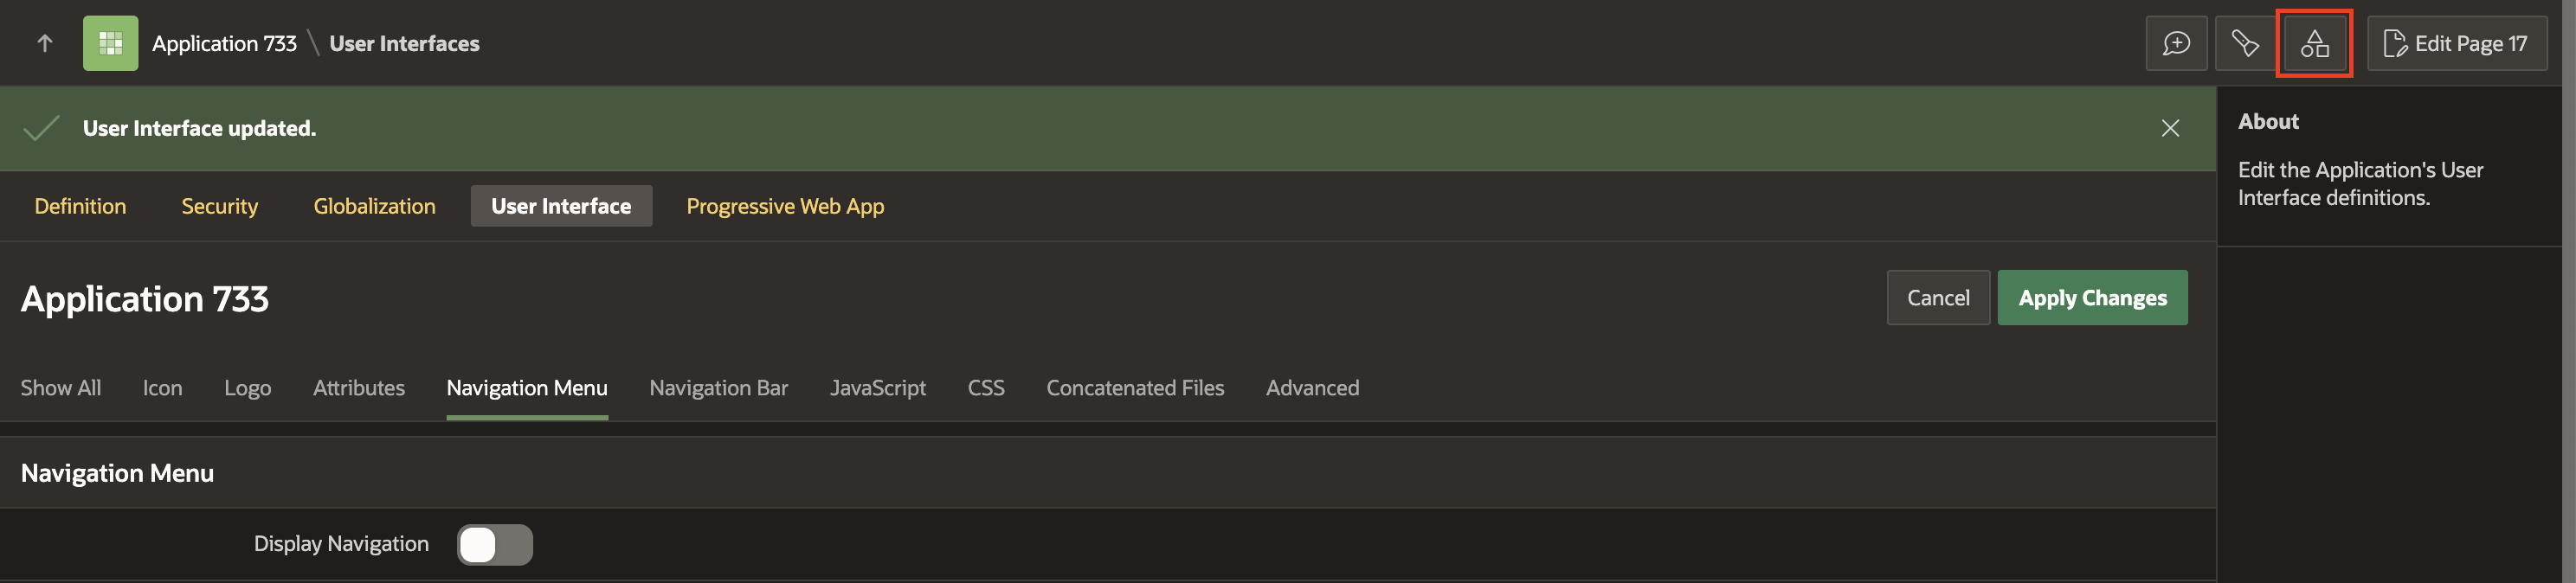 Application 733 \ User Interfaces
Edit Page 17
User Interface updated.
About
Edit the Application's User
Interface definitions.
Definition Security Globalization User Interface Progressive Web App
Application 733
Cancel Apply Changes
Show All Icon Logo Attributes Navigation Menu Navigation Bar JavaScript CSS Concatenated Files Advanced
Navigation Menu
Display Navigation